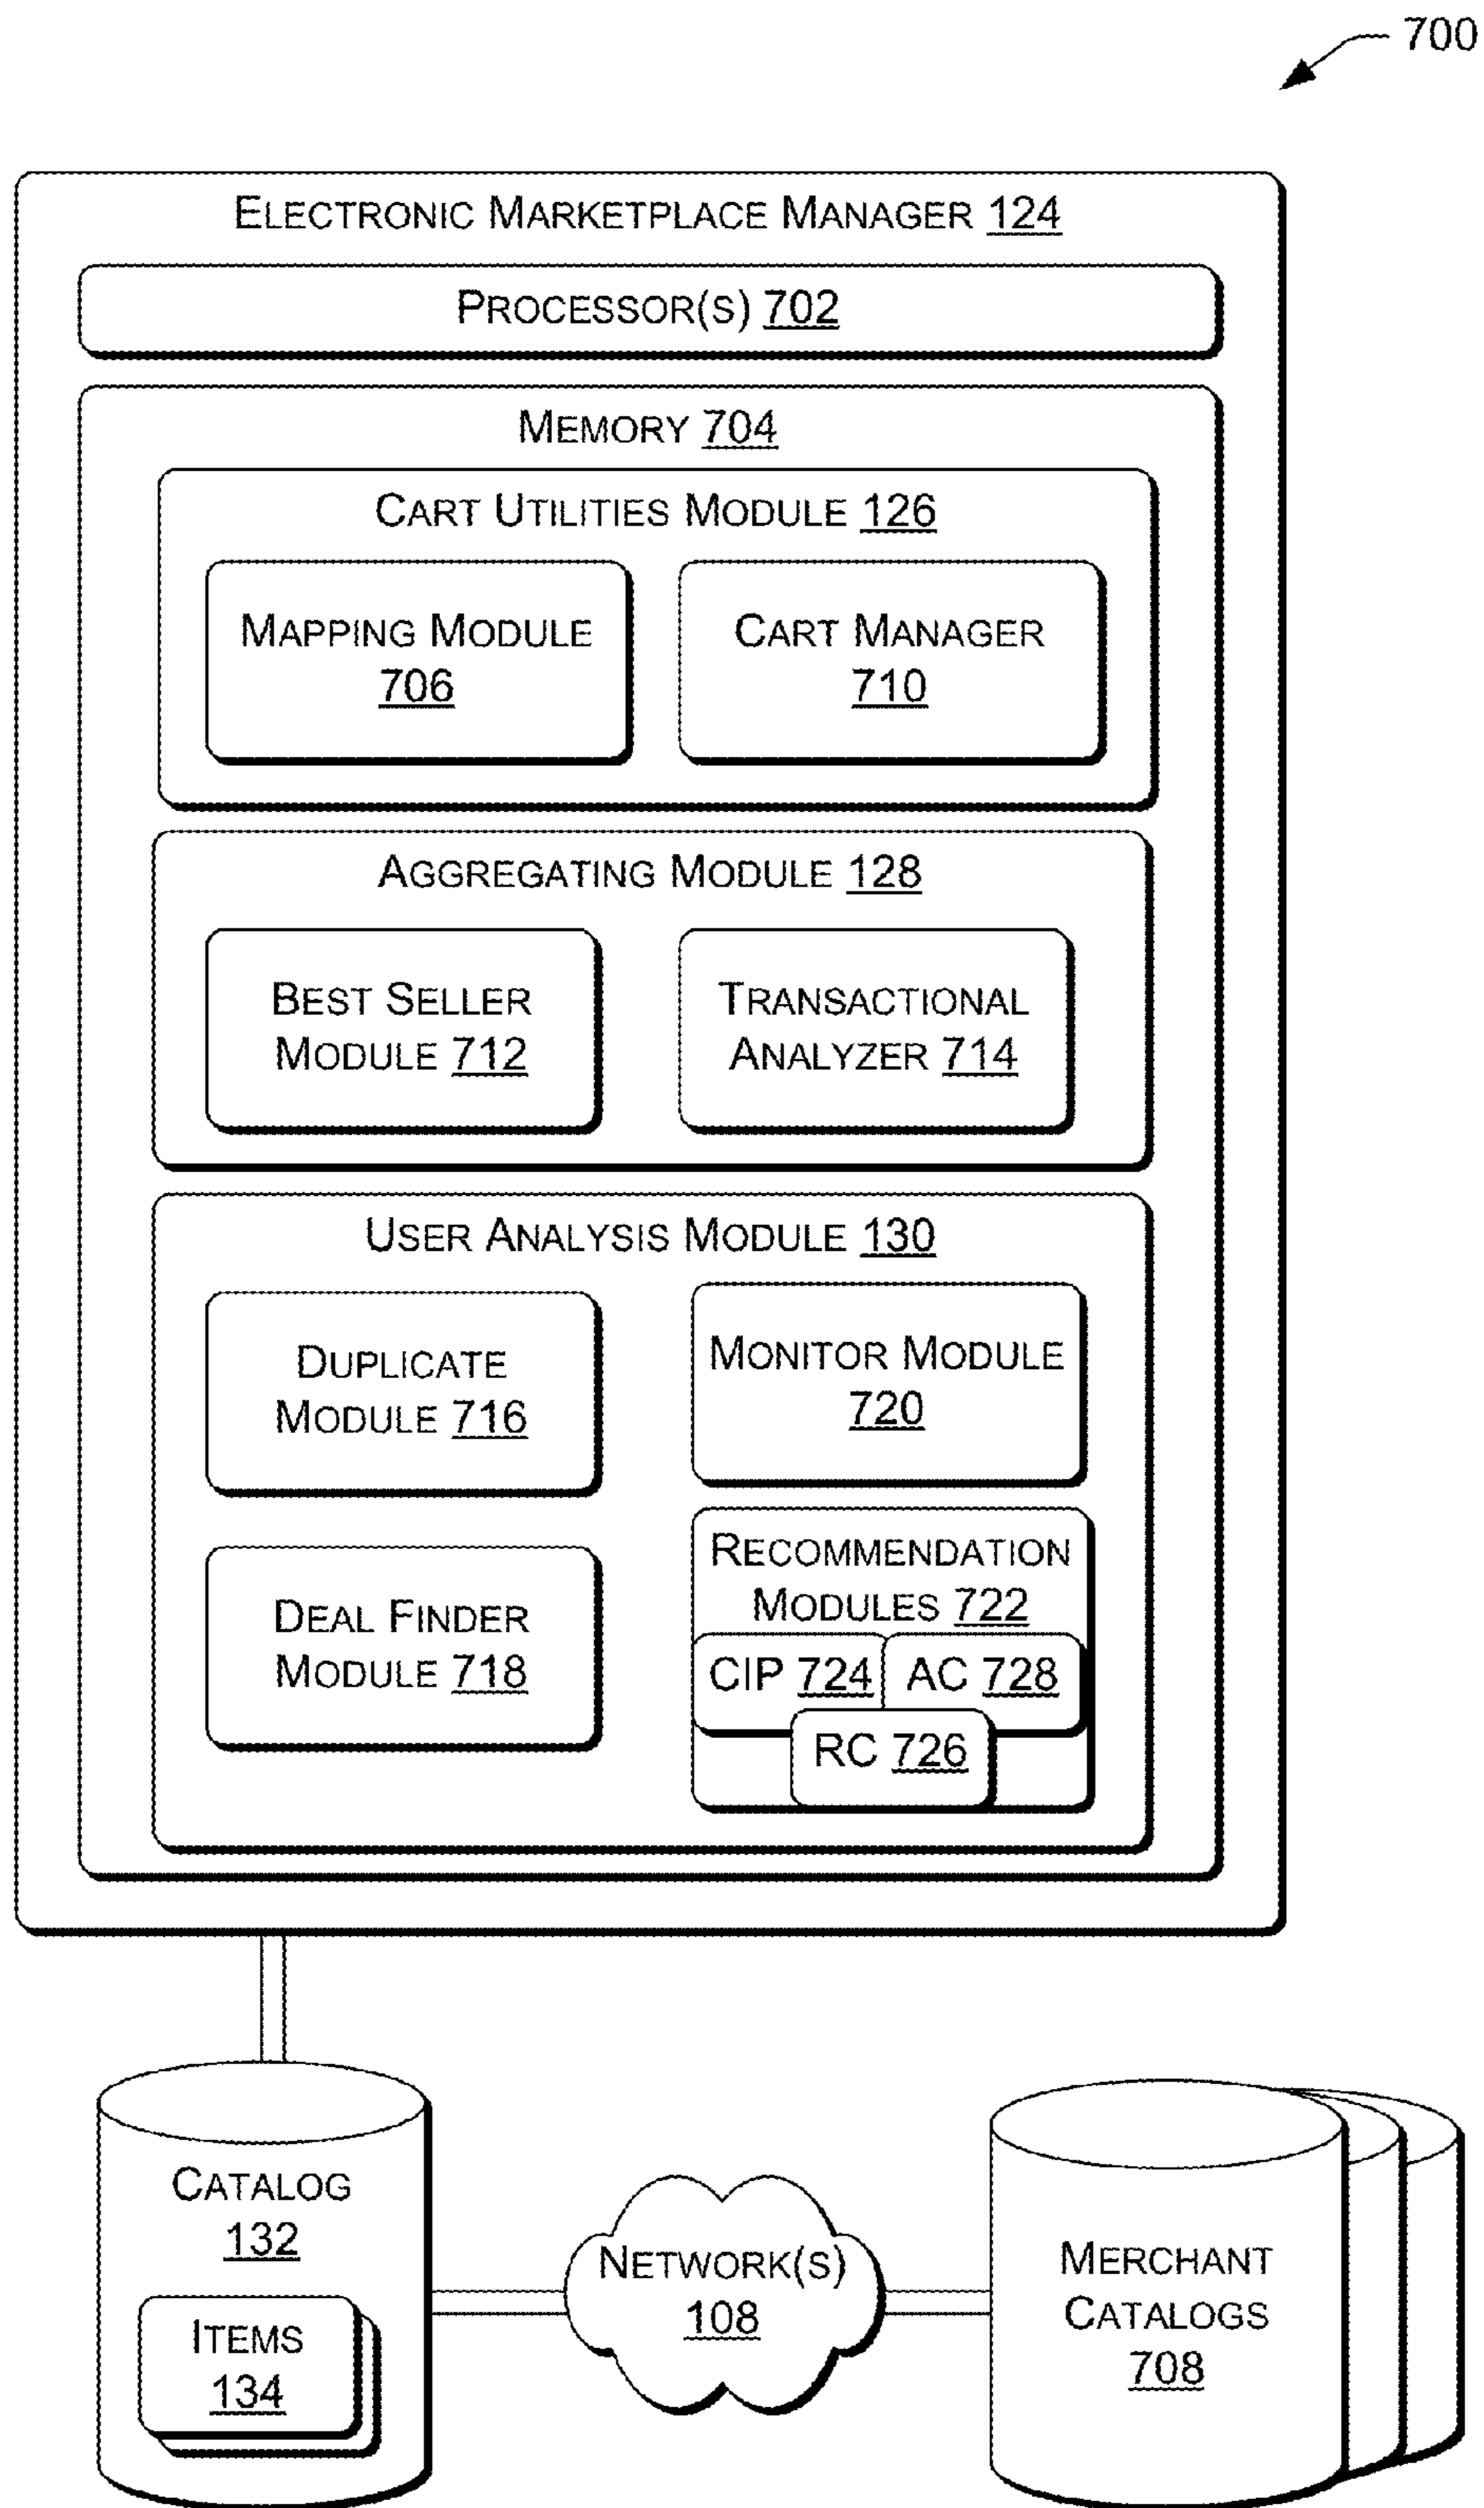 700
ELECTRONIC MARKETPLACE MANAGER 124
PROCESSOR(S) 702
MEMORY 704
CART UTILITIES MODULE 126
MAPPING MODULE
706
CART MANAGER
710
AGGREGATING MODULE 128
BEST SELLER
MODULE 712
TRANSACTIONAL
ANALYZER 714
USER ANALYSIS MODULE 130
DUPLICATE
MODULE 716
MONITOR MODULE
720
DEAL FINDER
MODULE 718
RECOMMENDATION
MODULES 722
CIP 724
AC 728
RC 726
CATALOG
132
ITEMS
134
NETWORK(S)
108
MERCHANT
CATALOGS
708